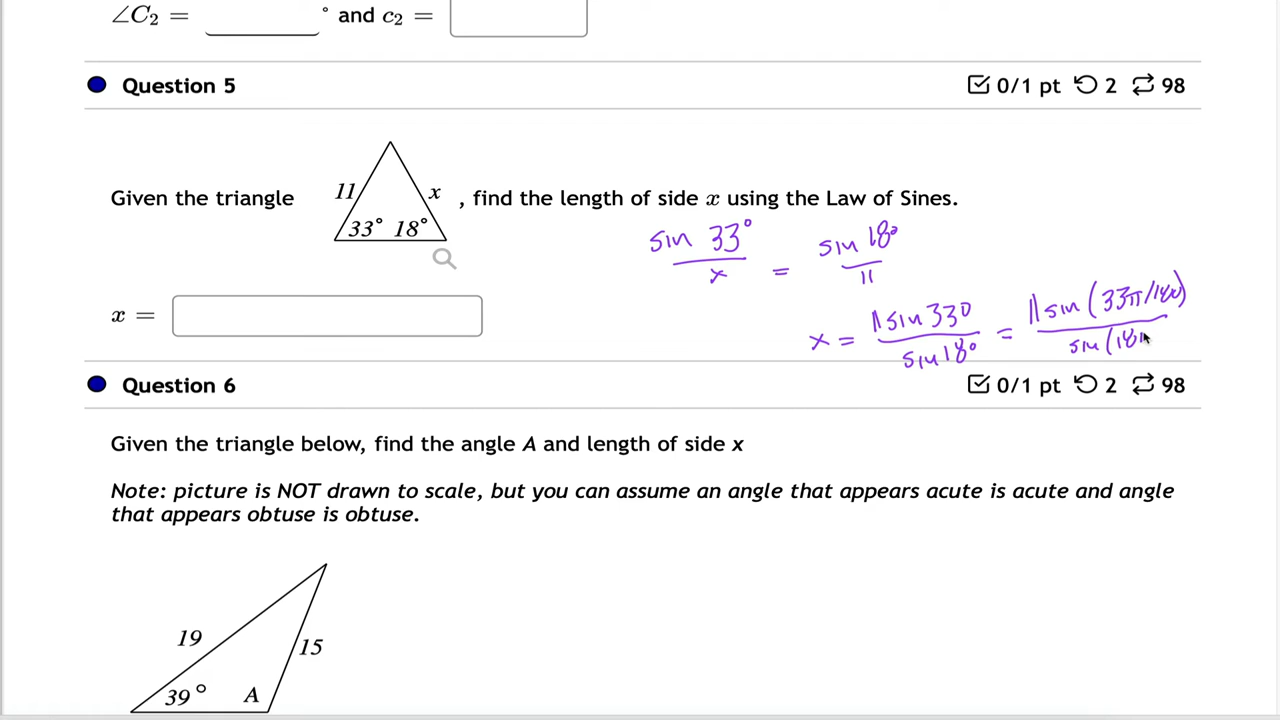 ∠C₂ = ______ ° and c₂ =
Question 5
0/1 pt 2 98
Given the triangle
11
x
33° 18°
, find the length of side x using the Law of Sines.
sin 33° / x = sin 18° / 11
x =
x = 11 sin 33° / sin 18° = 11 sin (33π/180) / sin (18π
Question 6
0/1 pt 2 98
Given the triangle below, find the angle A and length of side x
Note: picture is NOT drawn to scale, but you can assume an angle that appears acute is acute and angle
that appears obtuse is obtuse.
19
15
39° A